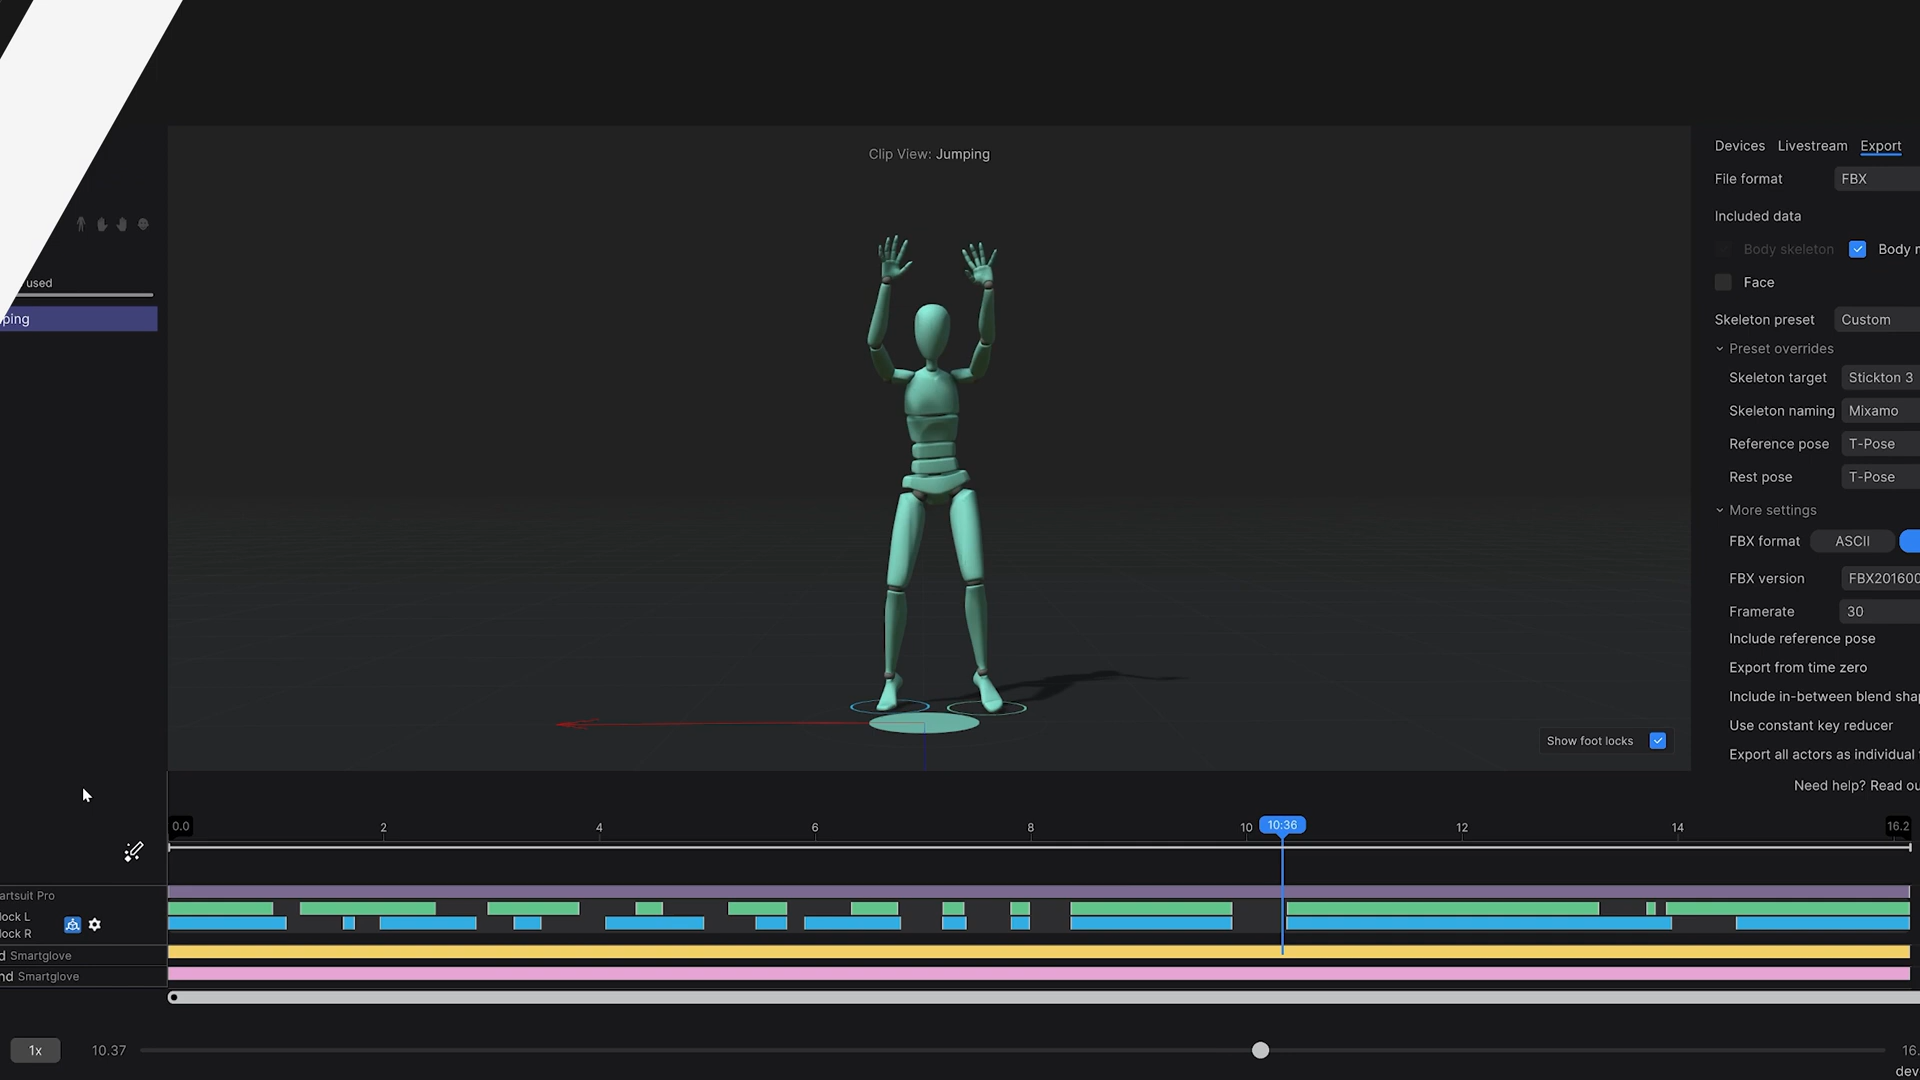 Clip View: Jumping
Devices Livestream Export
File format FBX
Included data
Body skeleton Body
Face
used
ping
Skeleton preset Custom
Preset overrides
Skeleton target Stickton 3
Skeleton naming Mixamo
Reference pose T-Pose
Rest pose T-Pose
More settings
FBX format ASCII
FBX version FBX201600
Framerate 30
Include reference pose
Export from time zero
Include in-between blend sha
Use constant key reducer
Export all actors as individual
Show foot locks
Need help? Read ou
0.0 2 4 6 8 10 10:36 12 14 16.2
artsuit Pro
ock L
ock R
d Smartglove
nd Smartglove
1x 10.37 16.
dev